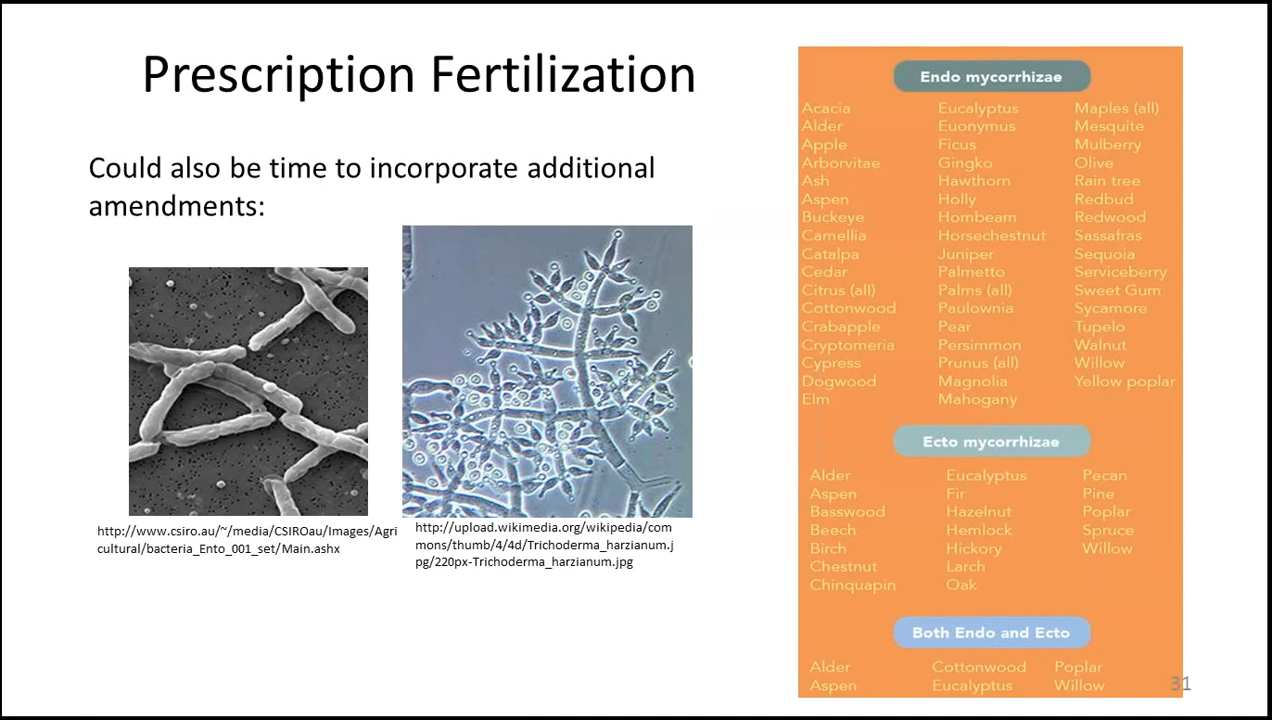 Prescription Fertilization
Could also be time to incorporate additional
amendments:
http://www.csiro.au/~/media/CSIROau/Images/Agri
cultural/bacteria_Ento_001_set/Main.ashx
http://upload.wikimedia.org/wikipedia/com
mons/thumb/4/4d/Trichoderma_harzianum.j
pg/220px-Trichoderma_harzianum.jpg
Endo mycorrhizae
Acacia Eucalyptus Maples (all)
Alder Euonymus Mesquite
Apple Ficus Mulberry
Arborvitae Gingko Olive
Ash Hawthorn Rain tree
Aspen Holly Redbud
Buckeye Hornbeam Redwood
Camellia Horsechestnut Sassafras
Catalpa Juniper Sequoia
Cedar Palmetto Serviceberry
Citrus (all) Palms (all) Sweet Gum
Cottonwood Paulownia Sycamore
Crabapple Pear Tupelo
Cryptomeria Persimmon Walnut
Cypress Prunus (all) Willow
Dogwood Magnolia Yellow poplar
Elm Mahogany
Ecto mycorrhizae
Alder Eucalyptus Pecan
Aspen Fir Pine
Basswood Hazelnut Poplar
Beech Hemlock Spruce
Birch Hickory Willow
Chestnut Larch
Chinquapin Oak
Both Endo and Ecto
Alder Cottonwood Poplar
Aspen Eucalyptus Willow
31